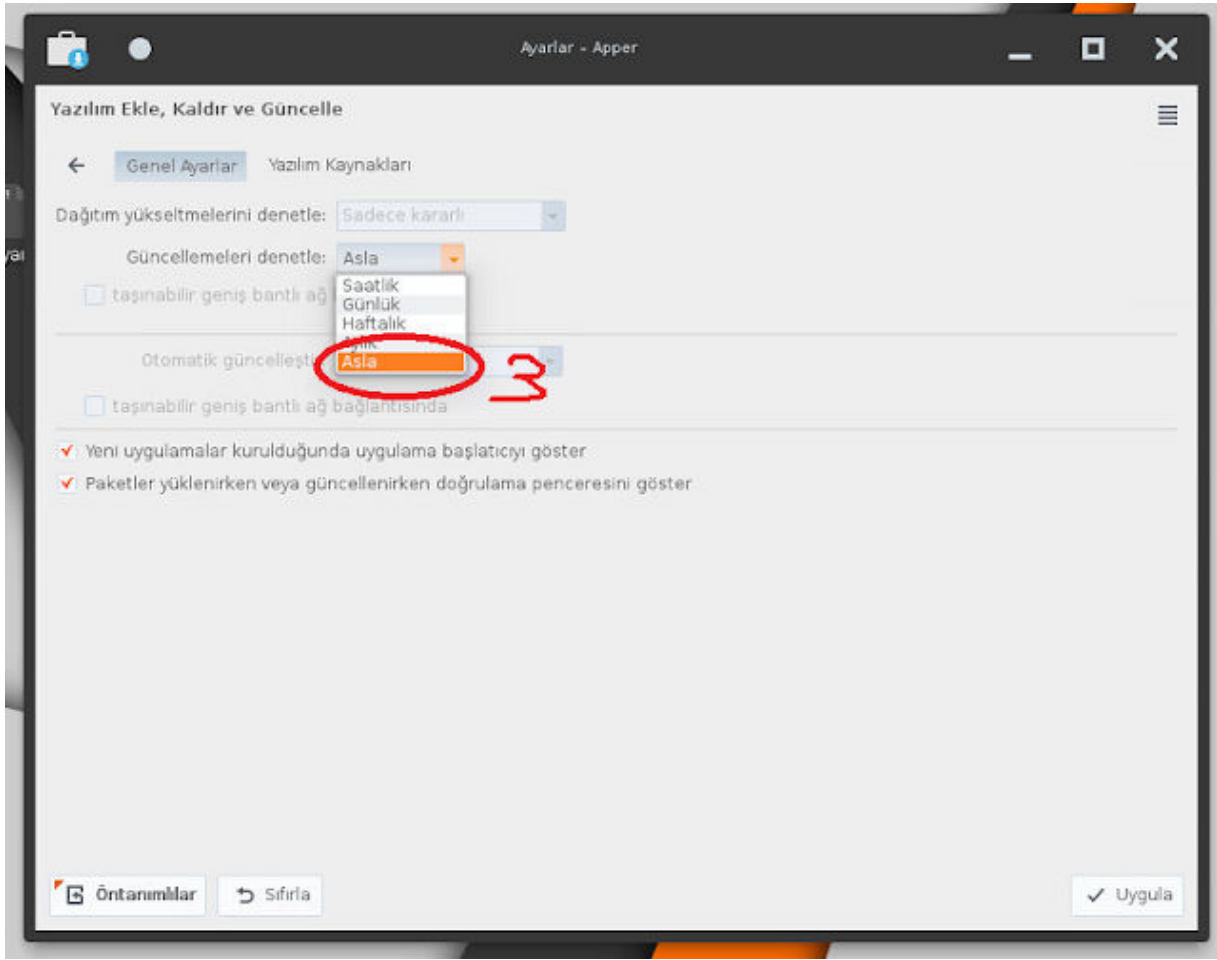 Ayarlar - Apper
Yazılım Ekle, Kaldır ve Güncelle
Genel Ayarlar Yazılım Kaynakları
Dağıtım yükseltmelerini denetle: Sadece kararlı
Güncellemeleri denetle: Asla
Saatlik
taşınabilir geniş bantlı ağ
Günlük
Haftalık
Aylık
Otomatik güncelleştir Asla
3
taşınabilir geniş bantlı ağ bağlantısında
Yeni uygulamalar kurulduğunda uygulama başlatıcıyı göster
Paketler yüklenirken veya güncellenirken doğrulama penceresini göster
Öntanımlılar Sıfırla Uygula